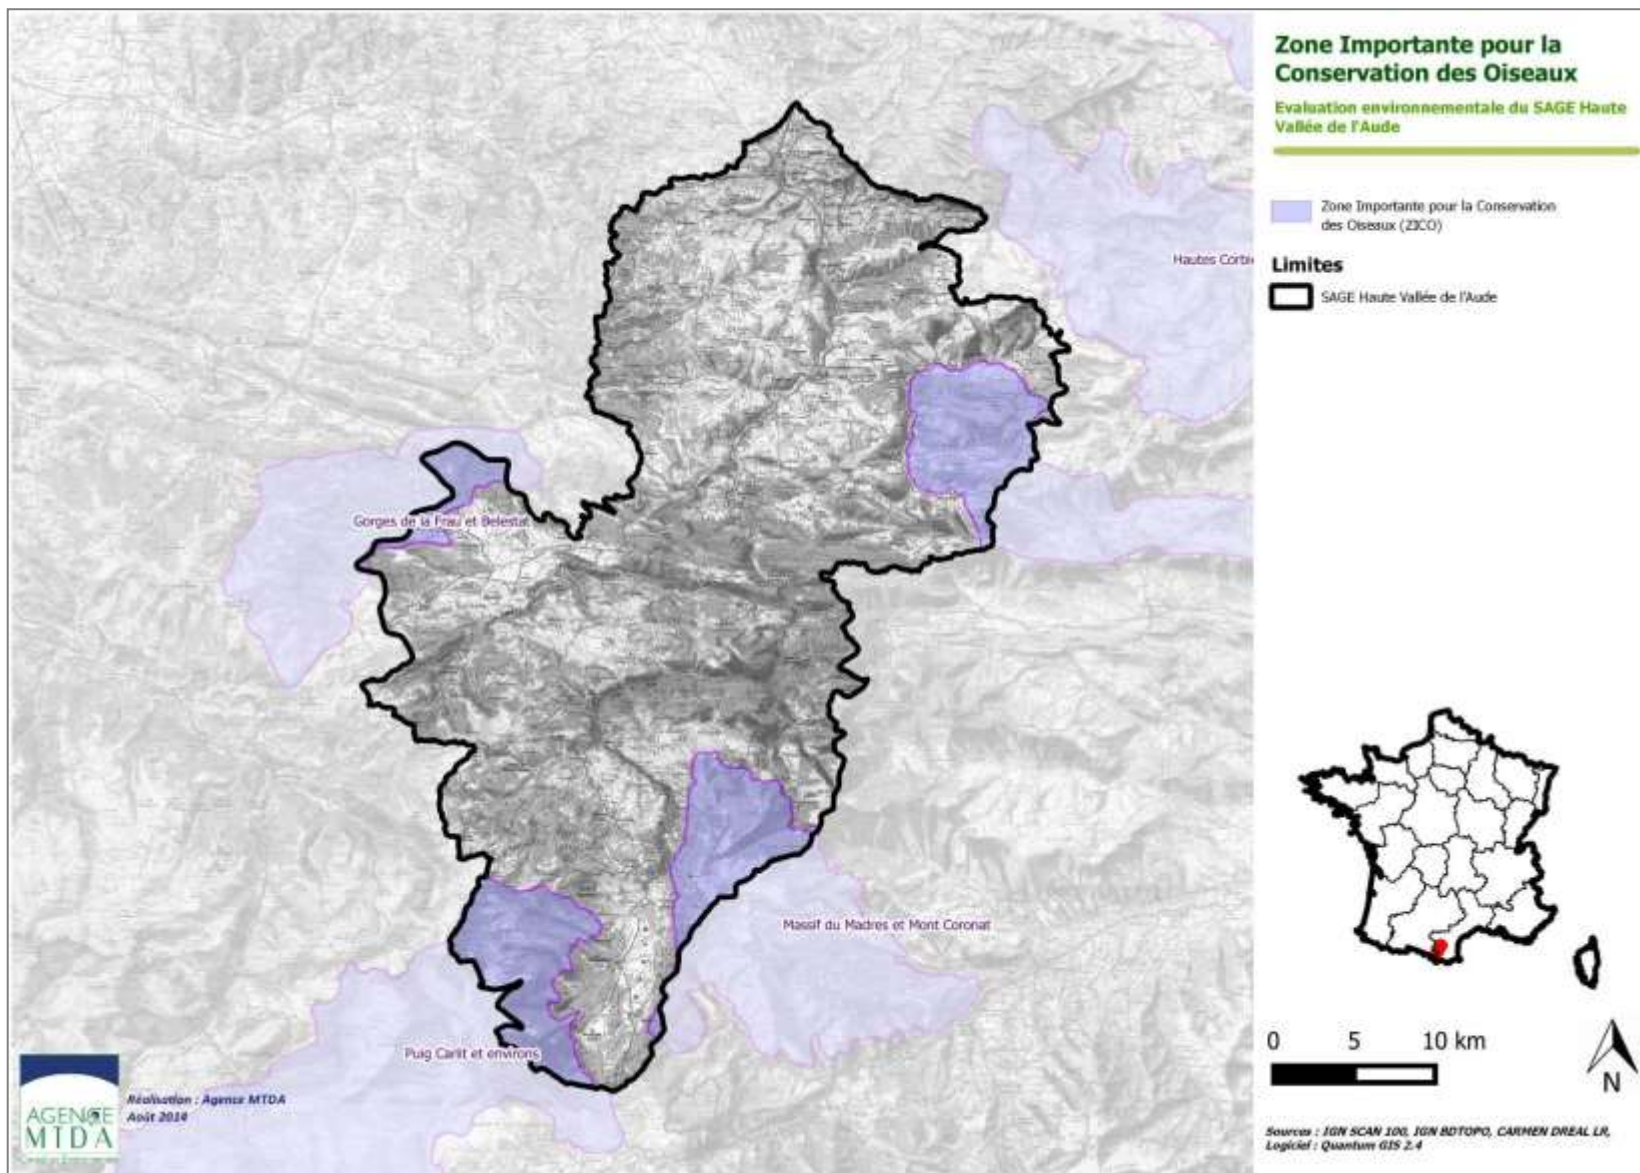 Zone Importante pour la
Conservation des Oiseaux
Evaluation environnementale du SAGE Haute
Vallée de l'Aude
Zone Importante pour la Conservation
des Oiseaux (ZICO)
Limites
SAGE Haute Vallée de l'Aude
Hautes Corbie
Gorges de la Frau et Belestat
Massif du Madres et Mont Coronat
Puig Carlit et environs
0 5 10 km
N
AGENCE
MTDA
Réalisation : Agence MTDA
Août 2014
Sources : IGN SCAN 100, IGN BDTOPO, CARMEN DREAL LR,
Logiciel : Quantum GIS 2.4